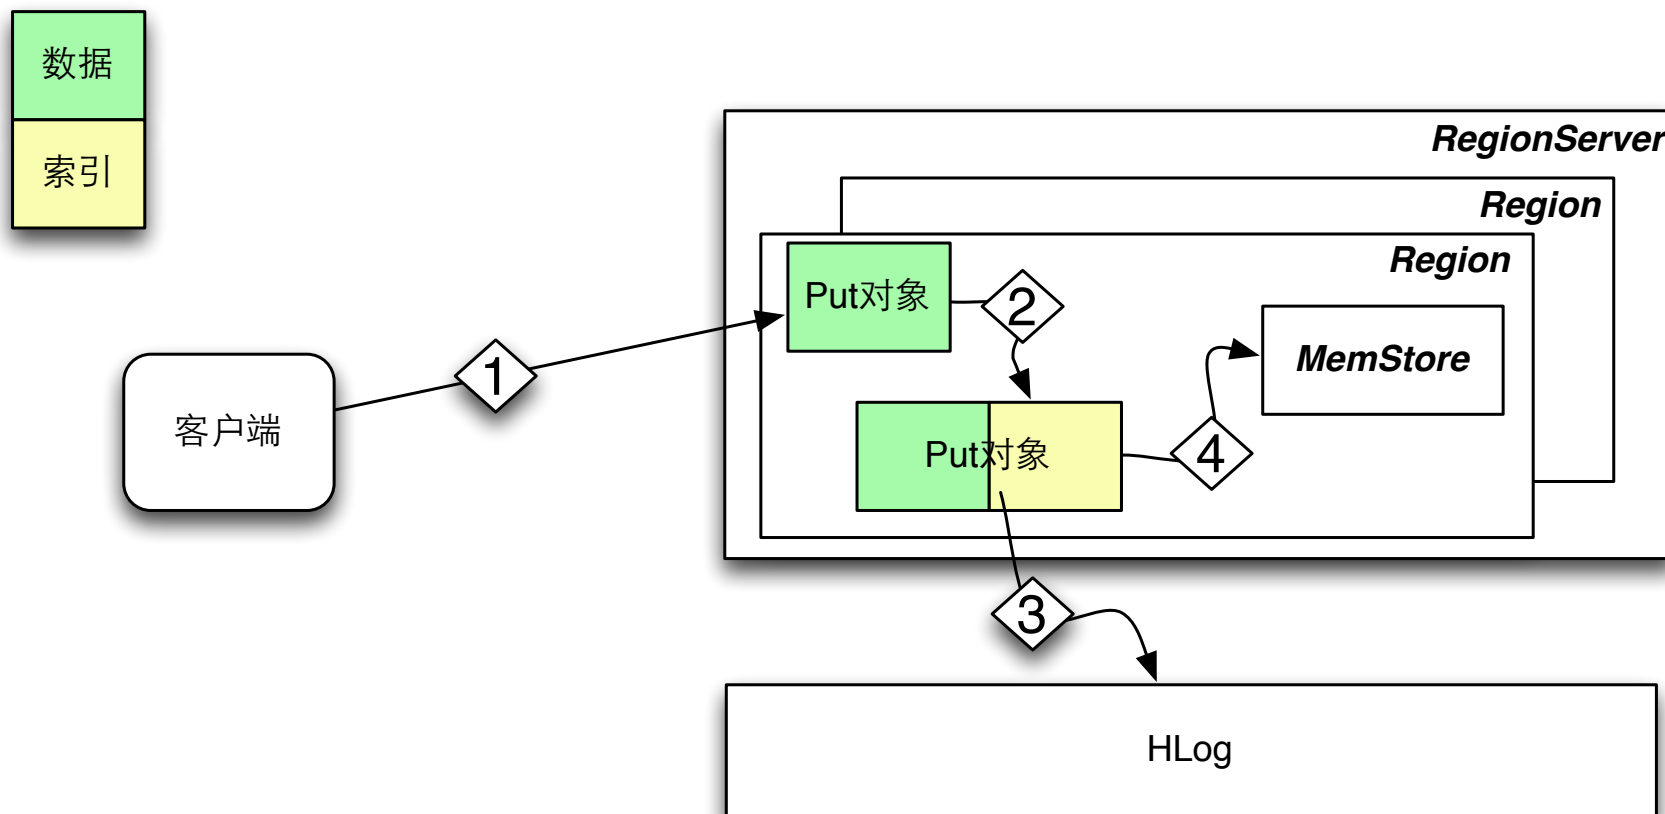 数据
索引
RegionServer
Region
Region
Put对象
2
MemStore
1
客户端
Put对象
4
3
HLog